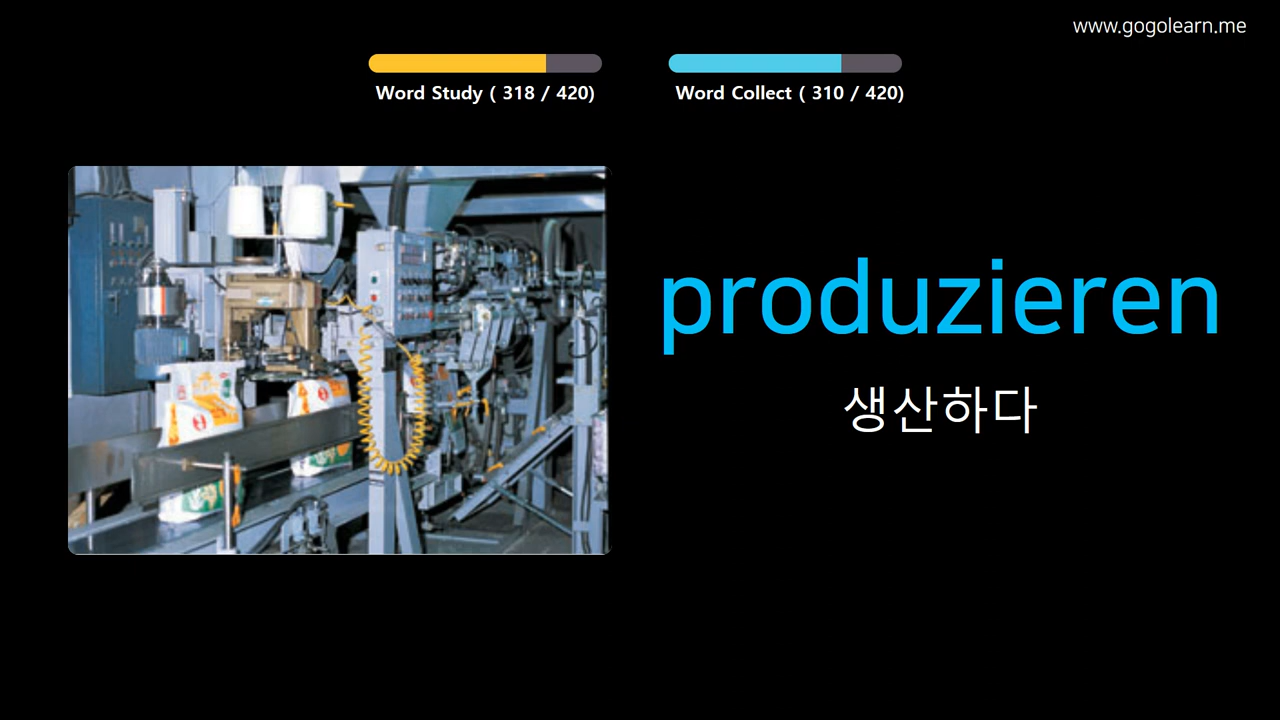 www.gogolearn.me
Word Study ( 318 / 420)
Word Collect ( 310 / 420)
produzieren
생산하다